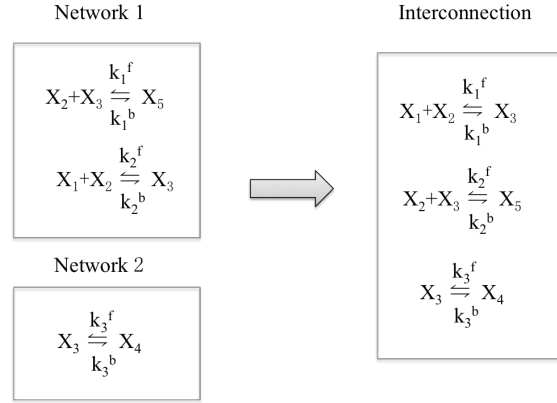 Network 1
X₂+X₃ k₁ᶠ ⇌ k₁ᵇ X₅
X₁+X₂ k₂ᶠ ⇌ k₂ᵇ X₃
Network 2
X₃ k₃ᶠ ⇌ k₃ᵇ X₄
Interconnection
X₁+X₂ k₁ᶠ ⇌ k₁ᵇ X₃
X₂+X₃ k₂ᶠ ⇌ k₂ᵇ X₅
X₃ k₃ᶠ ⇌ k₃ᵇ X₄